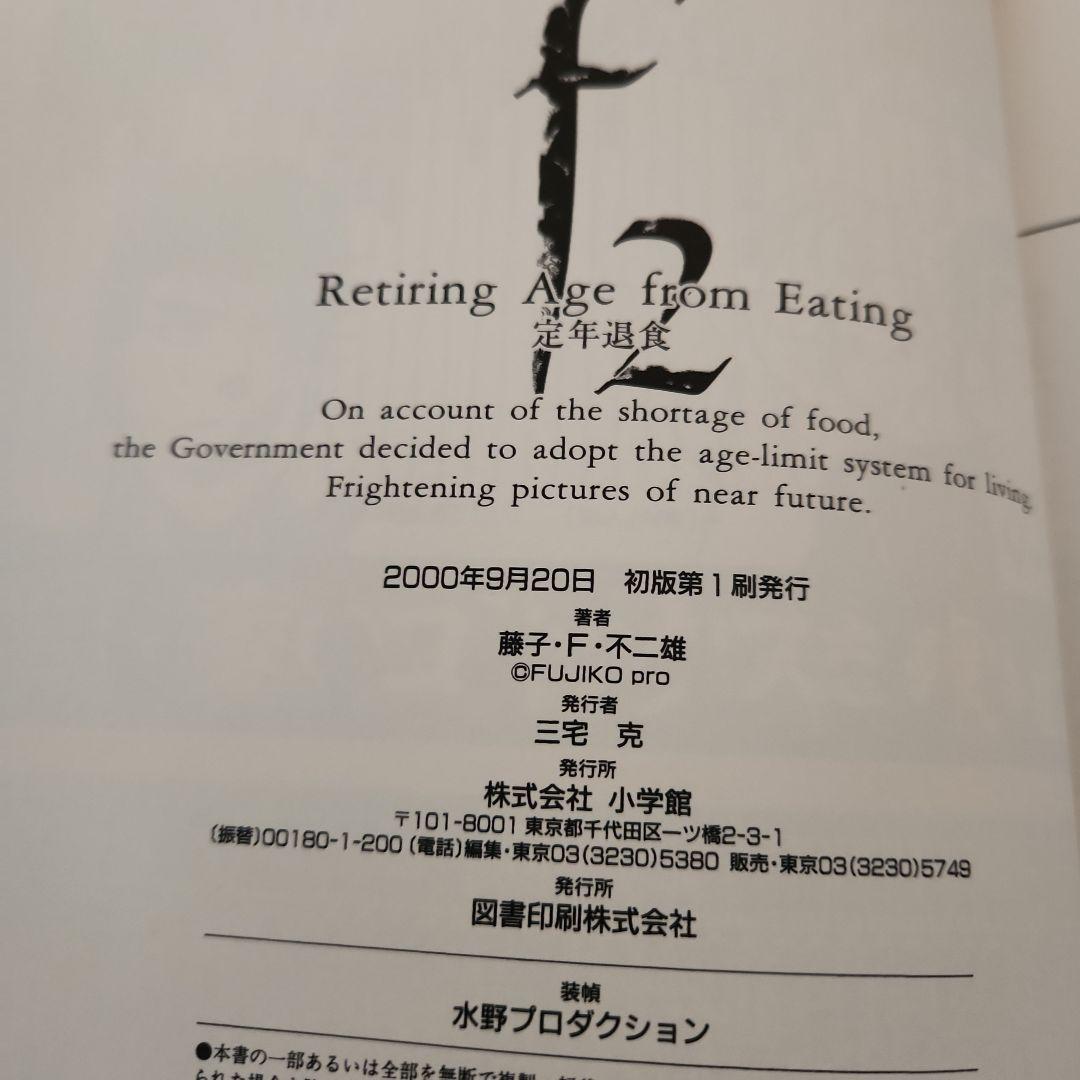 f
2
Retiring Age from Eating
定年退食
On account of the shortage of food,
the Government decided to adopt the age-limit system for living.
Frightening pictures of near future.
2000年9月20日 初版第1刷発行
著者
藤子・F・不二雄
©FUJIKO pro
発行者
三宅 克
発行所
株式会社 小学館
〒101-8001 東京都千代田区一ツ橋2-3-1
(振替)00180-1-200 (電話)編集・東京03(3230)5380 販売・東京03(3230)5749
発行所
図書印刷株式会社
装幀
水野プロダクション
●本書の一部あるいは全部を無断で複製
られた場合